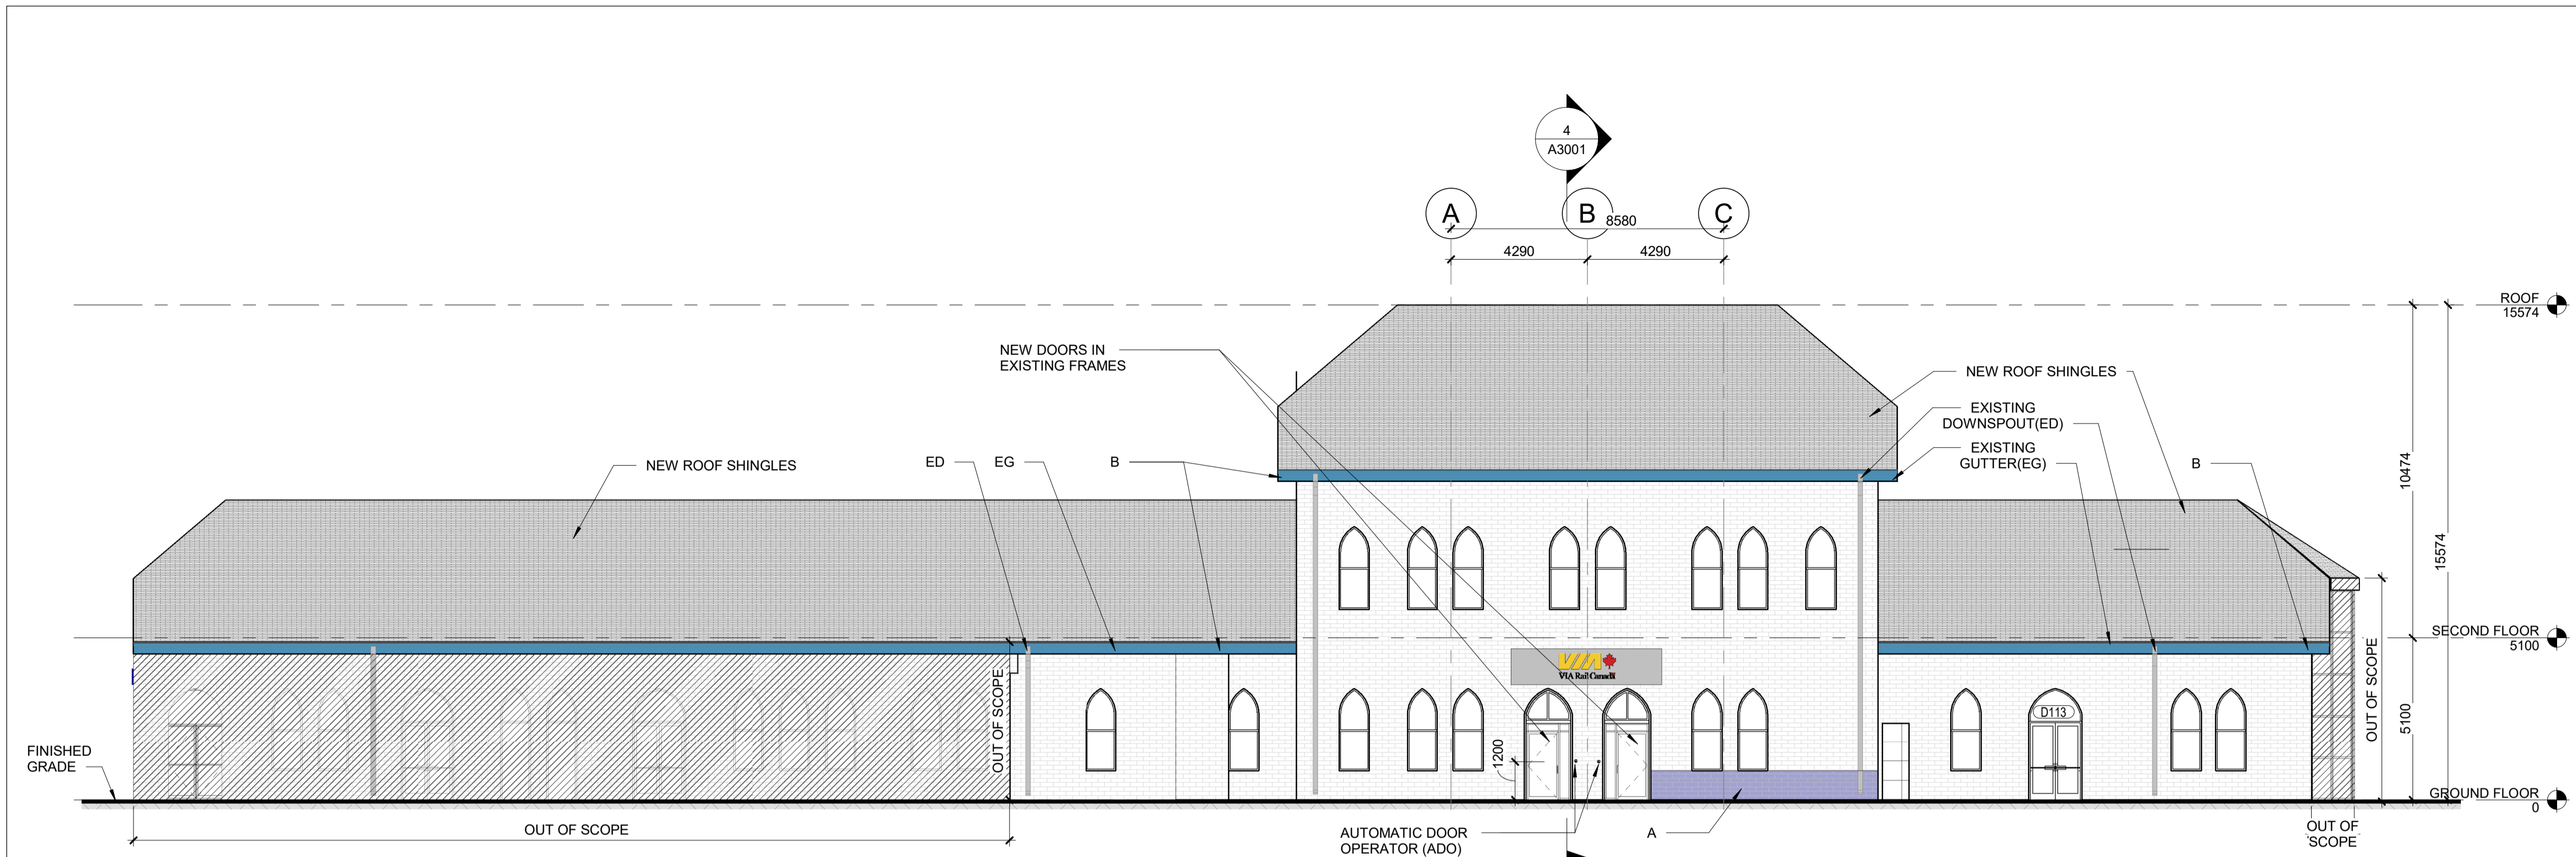 4
A3001
A
B
C
8580
4290
4290
ROOF
15574
NEW DOORS IN
EXISTING FRAMES
NEW ROOF SHINGLES
EXISTING
DOWNSPOUT(ED)
EXISTING
GUTTER(EG)
B
10474
15574
NEW ROOF SHINGLES
ED
EG
B
SECOND FLOOR
5100
VIA
VIA Rail Canada
OUT OF SCOPE
OUT OF SCOPE
D113
5100
1200
FINISHED
GRADE
GROUND FLOOR
0
OUT OF SCOPE
AUTOMATIC DOOR
OPERATOR (ADO)
A
OUT OF
SCOPE